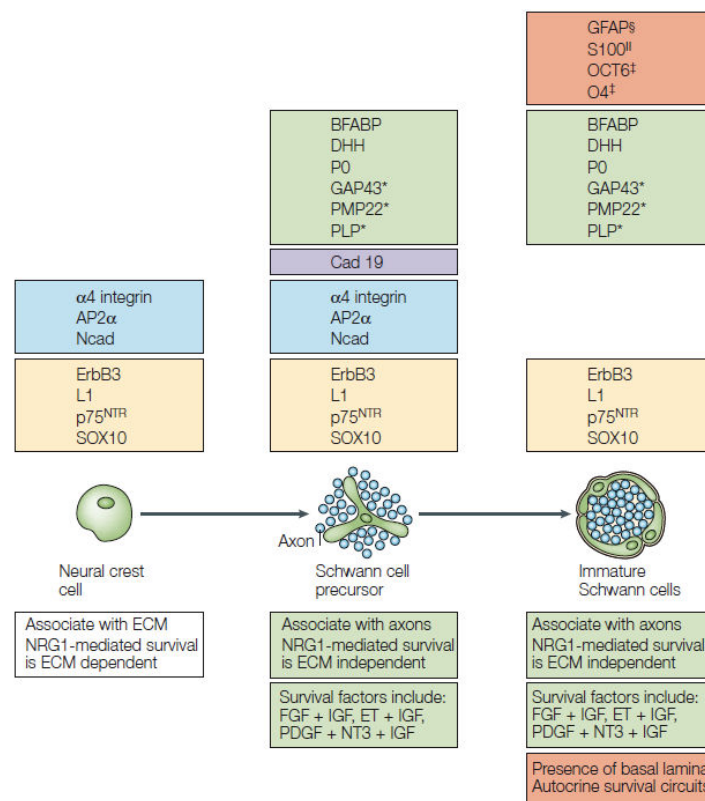 GFAP§
S100||
OCT6‡
O4‡
BFABP
DHH
P0
GAP43*
PMP22*
PLP*
BFABP
DHH
P0
GAP43*
PMP22*
PLP*
Cad 19
α4 integrin
AP2α
Ncad
α4 integrin
AP2α
Ncad
ErbB3
L1
p75NTR
SOX10
ErbB3
L1
p75NTR
SOX10
ErbB3
L1
p75NTR
SOX10
Axon
Neural crest
cell
Schwann cell
precursor
Immature
Schwann cells
Associate with ECM
NRG1-mediated survival
is ECM dependent
Associate with axons
NRG1-mediated survival
is ECM independent
Associate with axons
NRG1-mediated survival
is ECM independent
Survival factors include:
FGF + IGF, ET + IGF,
PDGF + NT3 + IGF
Survival factors include:
FGF + IGF, ET + IGF,
PDGF + NT3 + IGF
Presence of basal lamina
Autocrine survival circuits